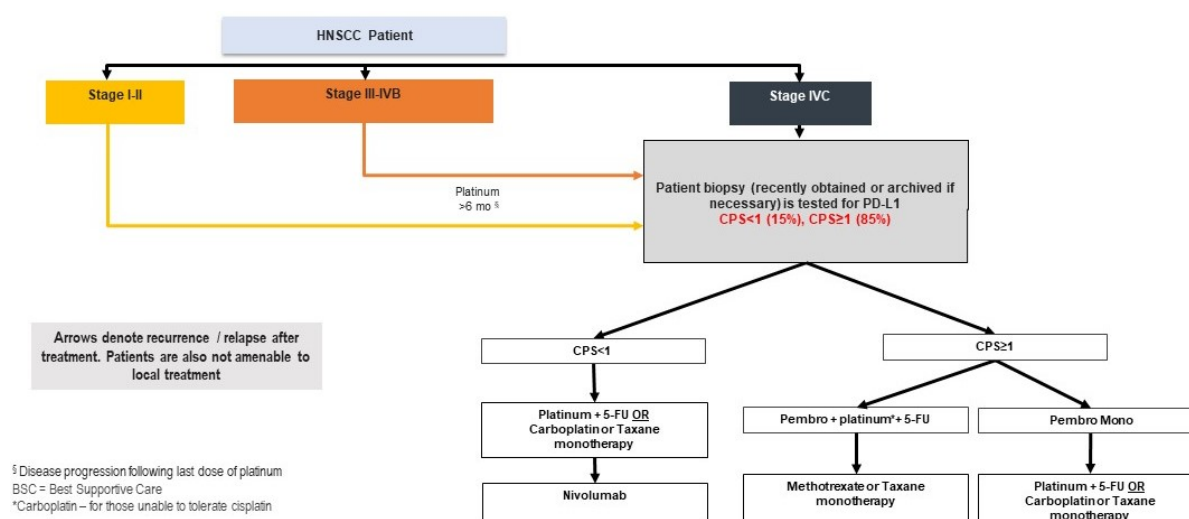 HNSCC Patient
Stage I-II
Stage III-IVB
Stage IVC
Platinum
>6 mo §
Patient biopsy (recently obtained or archived if
necessary) is tested for PD-L1
CPS<1 (15%), CPS≥1 (85%)
Arrows denote recurrence / relapse after
treatment. Patients are also not amenable to
local treatment
CPS<1
CPS≥1
Platinum + 5-FU OR
Carboplatin or Taxane
monotherapy
Pembro + platinum*+ 5-FU
Pembro Mono
Nivolumab
Methotrexate or Taxane
monotherapy
Platinum + 5-FU OR
Carboplatin or Taxane
monotherapy
§ Disease progression following last dose of platinum
BSC = Best Supportive Care
*Carboplatin – for those unable to tolerate cisplatin